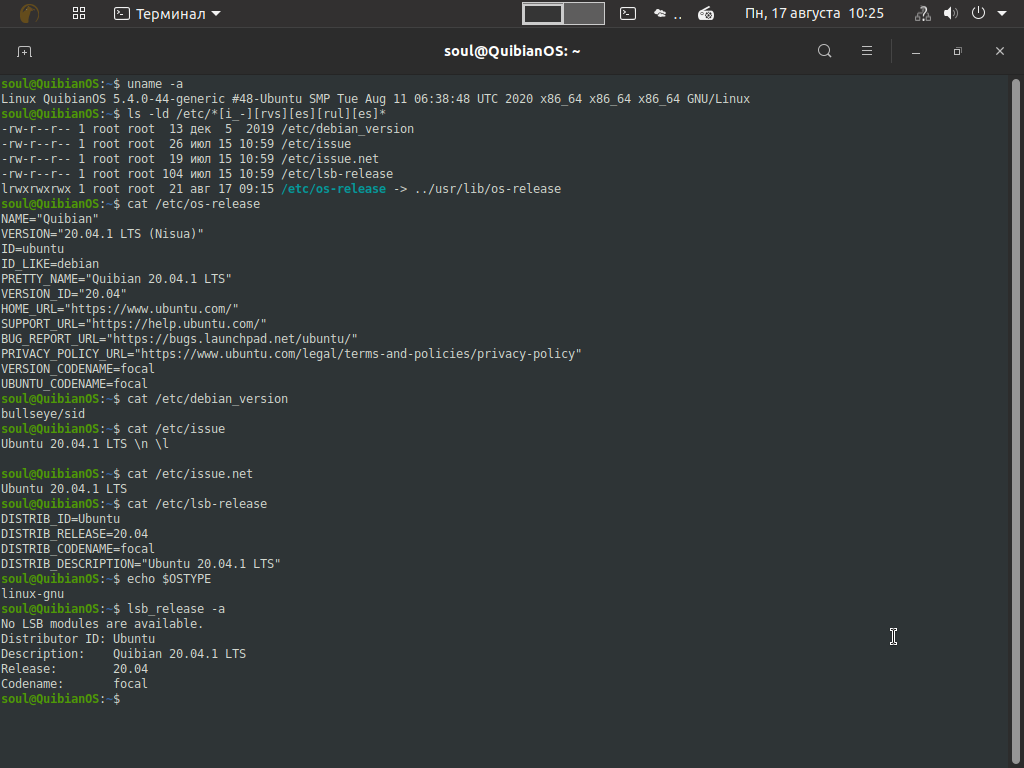 Терминал
..
Пн, 17 августа 10:25
soul@QuibianOS: ~
soul@QuibianOS:~$ uname -a
Linux QuibianOS 5.4.0-44-generic #48-Ubuntu SMP Tue Aug 11 06:38:48 UTC 2020 x86_64 x86_64 x86_64 GNU/Linux
soul@QuibianOS:~$ ls -ld /etc/*[i_-][rvs][es][rul][es]*
-rw-r--r-- 1 root root  13 дек  5  2019 /etc/debian_version
-rw-r--r-- 1 root root  26 июл 15 10:59 /etc/issue
-rw-r--r-- 1 root root  19 июл 15 10:59 /etc/issue.net
-rw-r--r-- 1 root root 104 июл 15 10:59 /etc/lsb-release
lrwxrwxrwx 1 root root  21 авг 17 09:15 /etc/os-release -> ../usr/lib/os-release
soul@QuibianOS:~$ cat /etc/os-release
NAME="Quibian"
VERSION="20.04.1 LTS (Nisua)"
ID=ubuntu
ID_LIKE=debian
PRETTY_NAME="Quibian 20.04.1 LTS"
VERSION_ID="20.04"
HOME_URL="https://www.ubuntu.com/"
SUPPORT_URL="https://help.ubuntu.com/"
BUG_REPORT_URL="https://bugs.launchpad.net/ubuntu/"
PRIVACY_POLICY_URL="https://www.ubuntu.com/legal/terms-and-policies/privacy-policy"
VERSION_CODENAME=focal
UBUNTU_CODENAME=focal
soul@QuibianOS:~$ cat /etc/debian_version
bullseye/sid
soul@QuibianOS:~$ cat /etc/issue
Ubuntu 20.04.1 LTS \n \l

soul@QuibianOS:~$ cat /etc/issue.net
Ubuntu 20.04.1 LTS
soul@QuibianOS:~$ cat /etc/lsb-release
DISTRIB_ID=Ubuntu
DISTRIB_RELEASE=20.04
DISTRIB_CODENAME=focal
DISTRIB_DESCRIPTION="Ubuntu 20.04.1 LTS"
soul@QuibianOS:~$ echo $OSTYPE
linux-gnu
soul@QuibianOS:~$ lsb_release -a
No LSB modules are available.
Distributor ID: Ubuntu
Description:    Quibian 20.04.1 LTS
Release:        20.04
Codename:       focal
soul@QuibianOS:~$